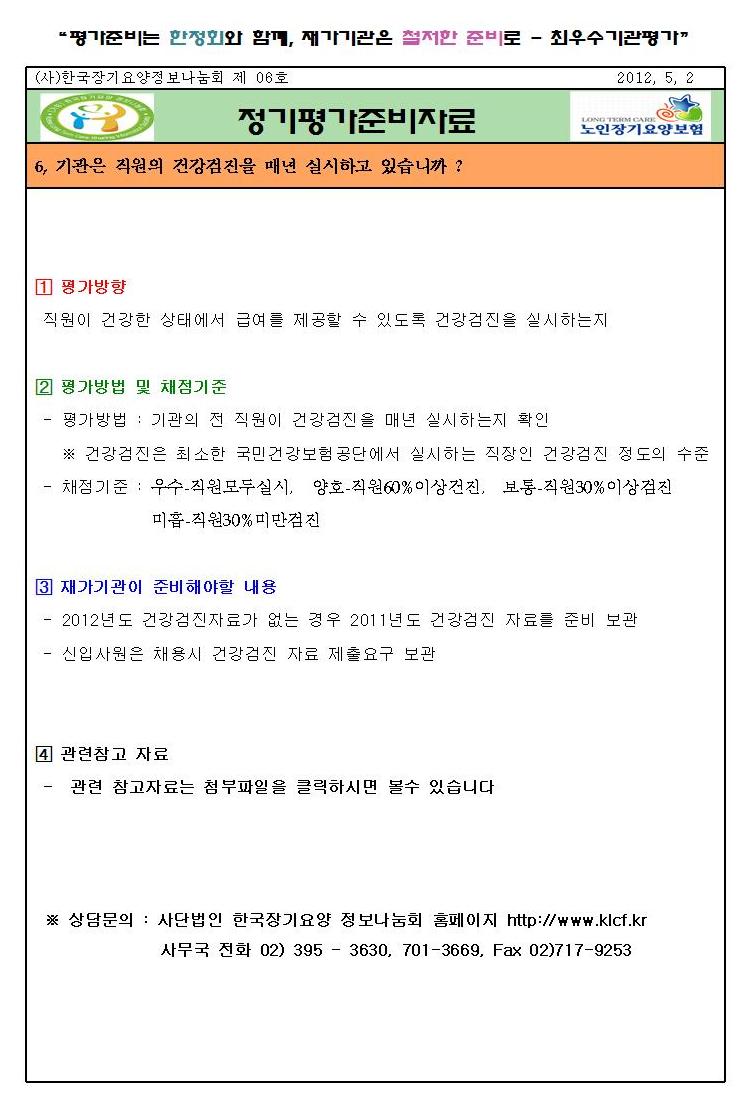 “평가준비는 한정회와 함께, 재가기관은 철저한 준비로 - 최우수기관평가”
(사)한국장기요양정보나눔회 제 06호 2012, 5, 2
정기평가준비자료
LONG TERM CARE
노인장기요양보험
6, 기관은 직원의 건강검진을 매년 실시하고 있습니까 ?
1 평가방향
직원이 건강한 상태에서 급여를 제공할 수 있도록 건강검진을 실시하는지
2 평가방법 및 채점기준
- 평가방법 : 기관의 전 직원이 건강검진을 매년 실시하는지 확인
※ 건강검진은 최소한 국민건강보험공단에서 실시하는 직장인 건강검진 정도의 수준
- 채점기준 : 우수-직원모두실시, 양호-직원60%이상건진, 보통-직원30%이상검진
미흡-직원30%미만검진
3 재가기관이 준비해야할 내용
- 2012년도 건강검진자료가 없는 경우 2011년도 건강검진 자료를 준비 보관
- 신입사원은 채용시 건강검진 자료 제출요구 보관
4 관련참고 자료
- 관련 참고자료는 첨부파일을 클릭하시면 볼수 있습니다
※ 상담문의 : 사단법인 한국장기요양 정보나눔회 홈페이지 http://www.klcf.kr
사무국 전화 02) 395 - 3630, 701-3669, Fax 02)717-9253